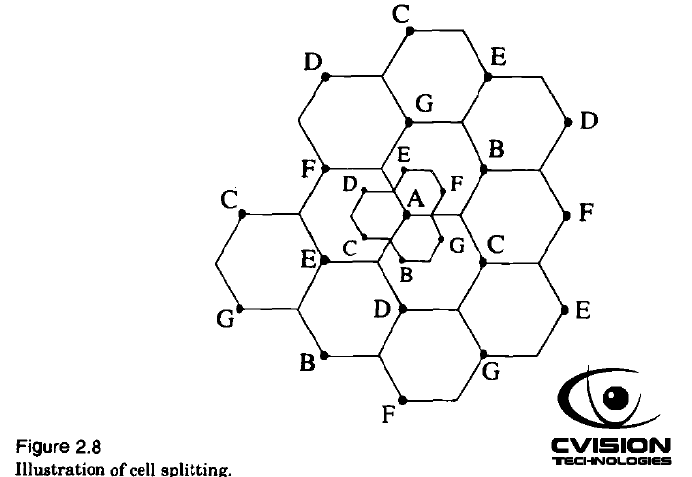 C
D
E
G
D
B
F
E
D
F
C
A
F
C
G
E
B
D
G
E
B
G
F
Figure 2.8
Illustration of cell splitting.
CVISION
TECHNOLOGIES